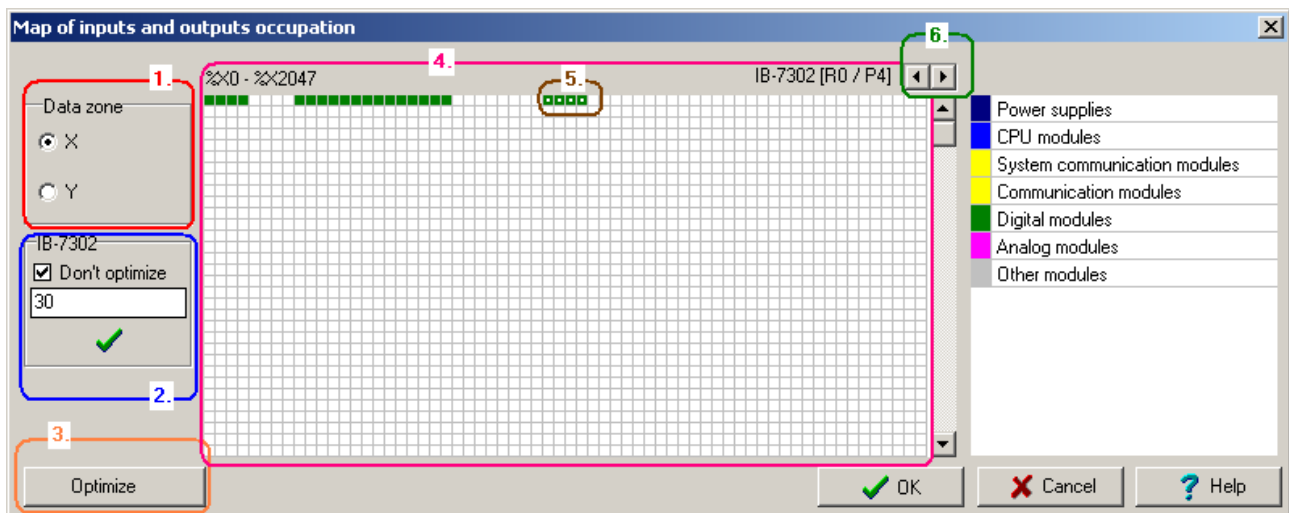 Map of inputs and outputs occupation
6.
1.
4.
5.
%X0 - %X2047
IB-7302 [R0 / P4]
Data zone
X
Y
IB-7302
Don't optimize
30
2.
3.
Optimize
Power supplies
CPU modules
System communication modules
Communication modules
Digital modules
Analog modules
Other modules
OK
Cancel
Help